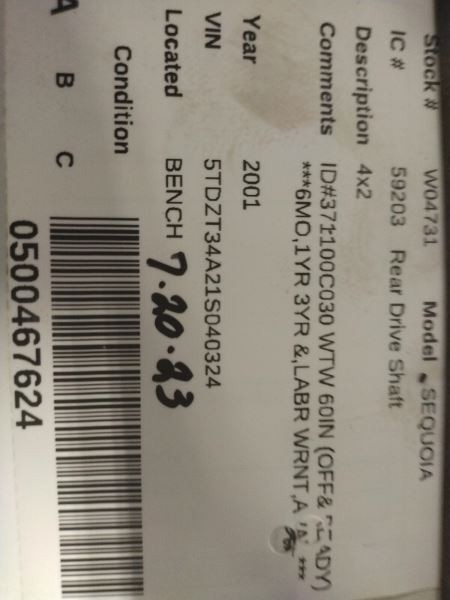 Stock # W04731 Model SEQUOIA
IC # 59203 Rear Drive Shaft
Description 4x2
Comments ID#371100C030 WTW 60IN (OFF&
***6MO,1YR 3YR &,LABR WRNT,A ***
Year 2001
VIN 5TDZT34A21S040324
Located BENCH 7.20.23
Condition
A B C
0500467624